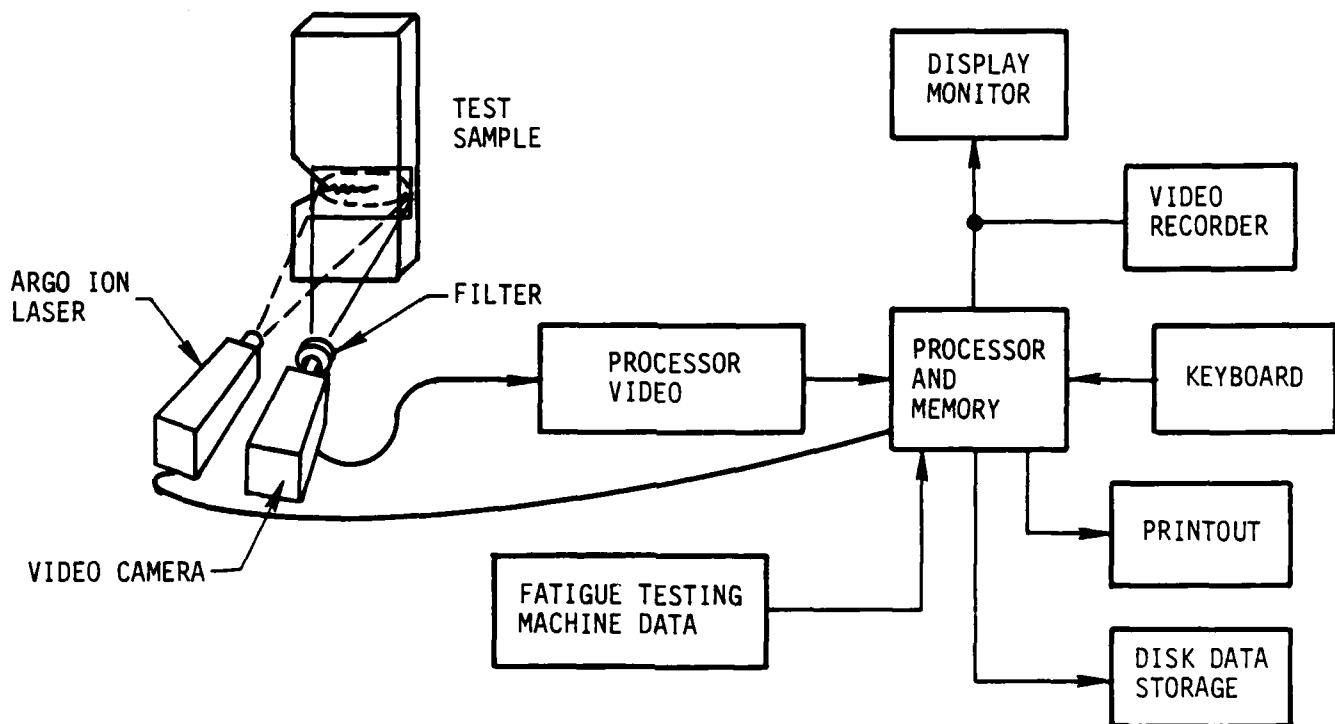 DISPLAY
MONITOR
TEST
SAMPLE
VIDEO
RECORDER
ARGO ION
LASER
FILTER
PROCESSOR
VIDEO
PROCESSOR
AND
MEMORY
KEYBOARD
PRINTOUT
VIDEO CAMERA
FATIGUE TESTING
MACHINE DATA
DISK DATA
STORAGE